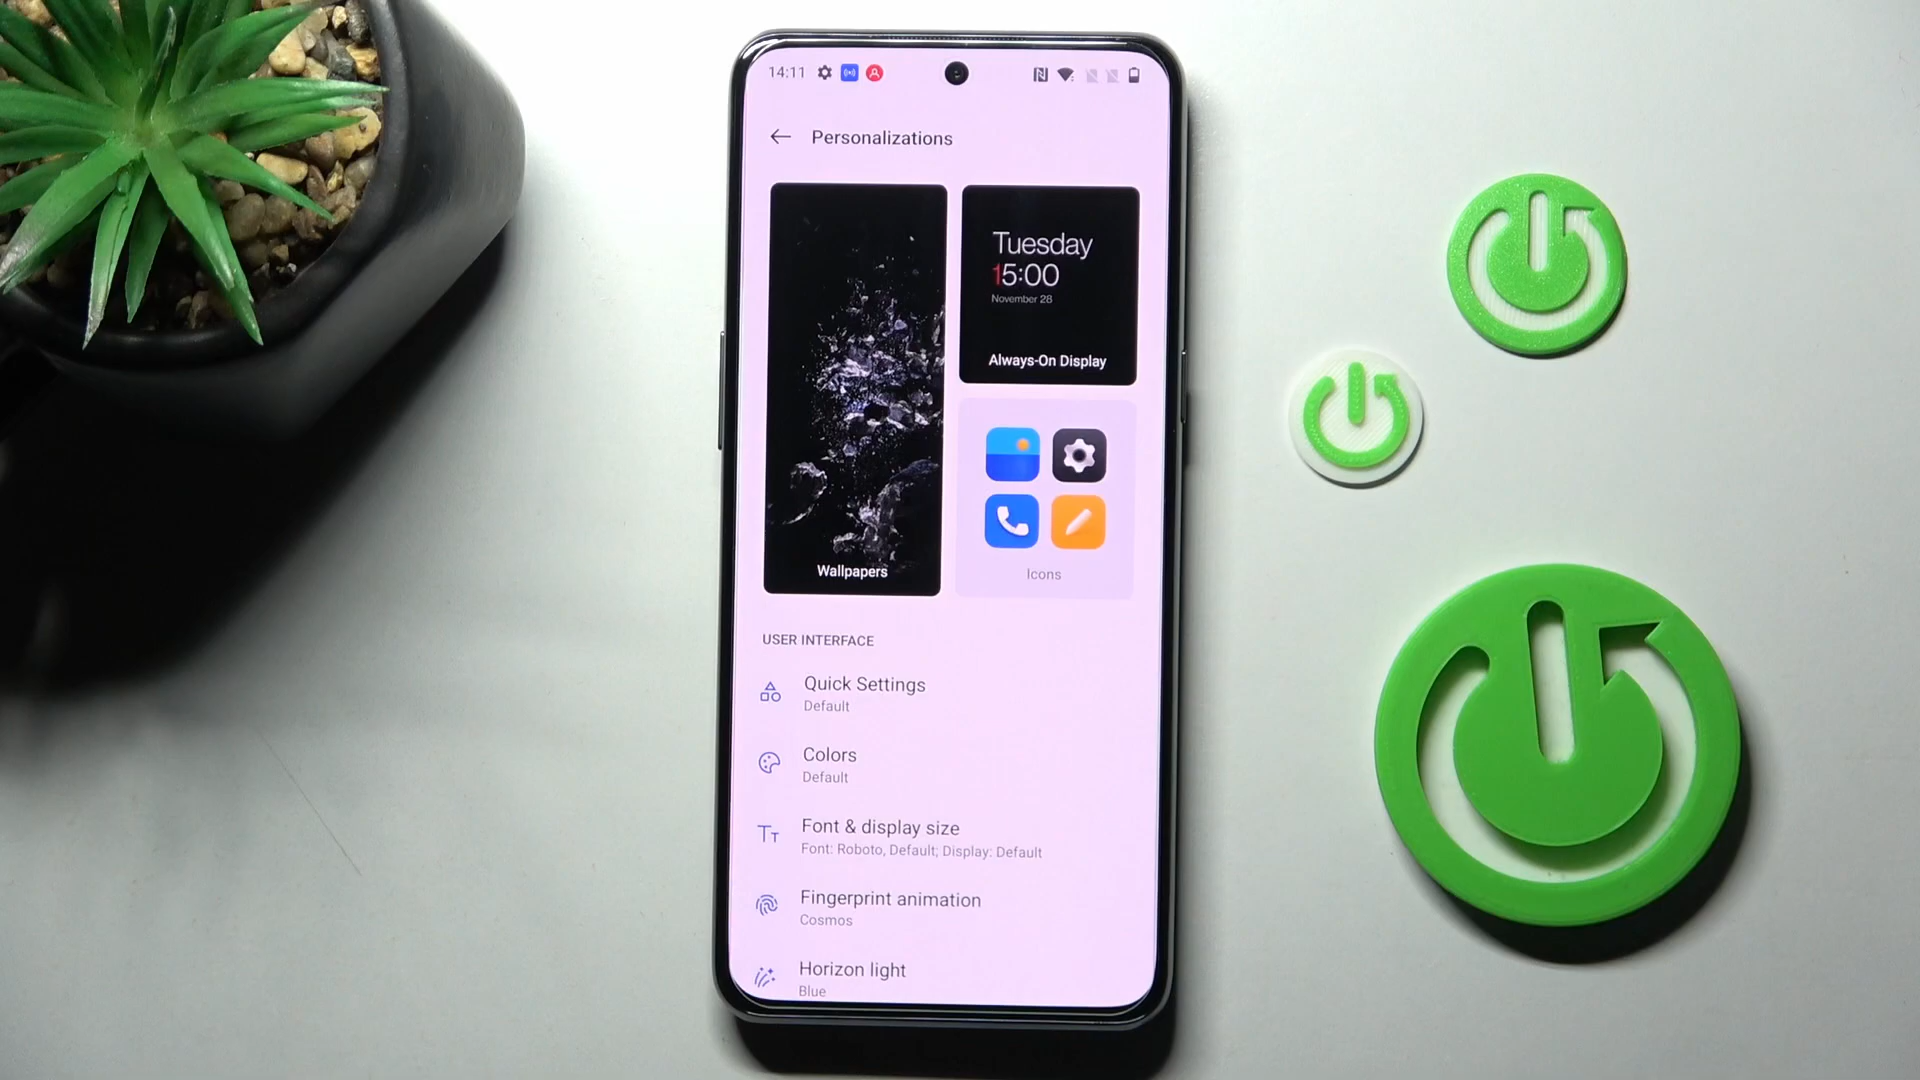 14:11
Personalizations
Tuesday
15:00
November 28
Always-On Display
Wallpapers
Icons
USER INTERFACE
Quick Settings
Default
Colors
Default
Font & display size
Font: Roboto, Default; Display: Default
Fingerprint animation
Cosmos
Horizon light
Blue